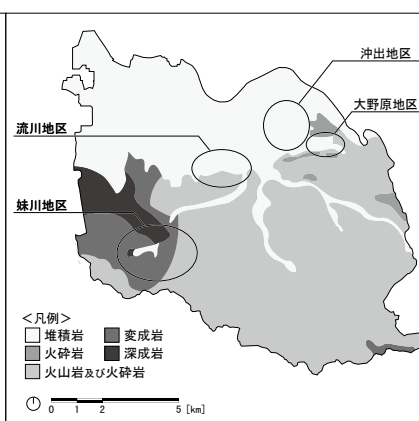 沖出地区
大野原地区
流川地区
妹川地区
<凡例>
堆積岩 変成岩
火砕岩 深成岩
火山岩及び火砕岩
0 1 2 5 [km]